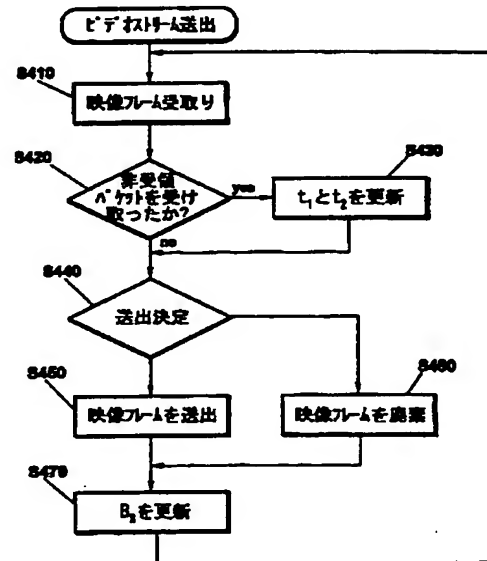 ビデオストリーム送出
S410
映像フレーム受取り
S420
非受値
パケットを受け
取ったか?
yes
S430
t₁とt₂を更新
no
S440
送出決定
S450
映像フレームを送出
S460
映像フレームを廃棄
S470
B₂を更新